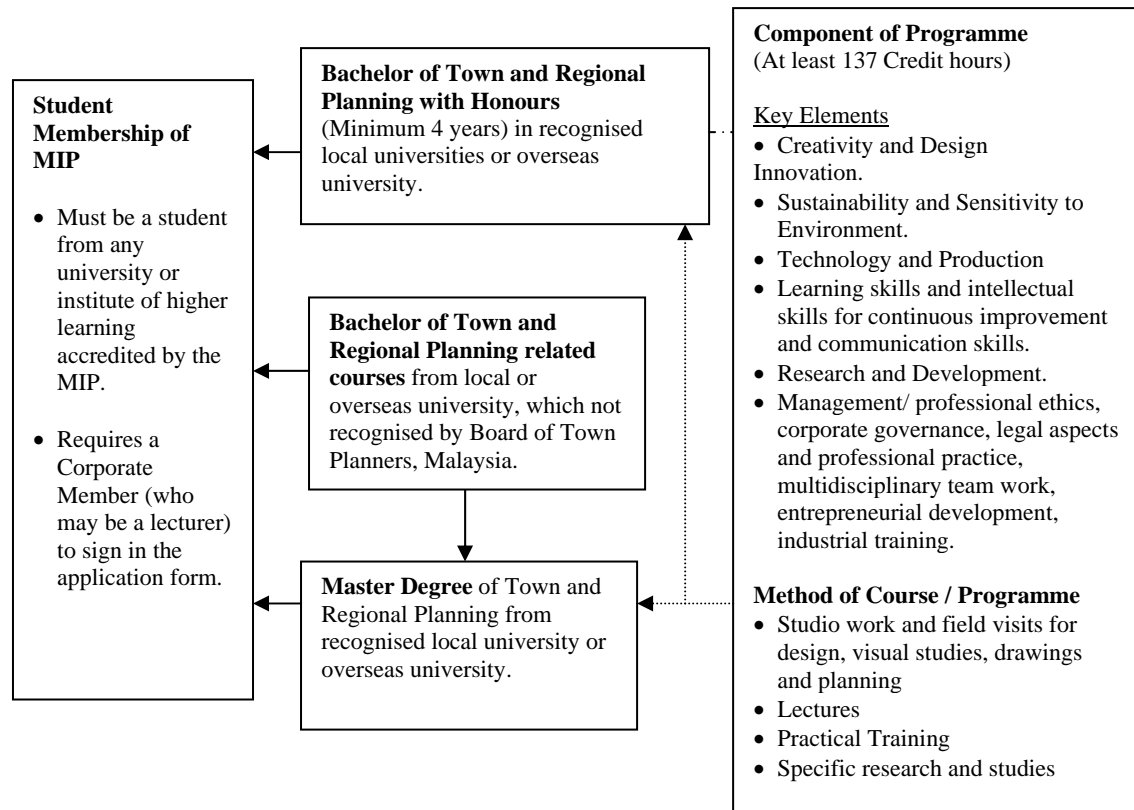 Student
Membership of
MIP
• Must be a student
from any
university or
institute of higher
learning
accredited by the
MIP.
• Requires a
Corporate
Member (who
may be a lecturer)
to sign in the
application form.
Bachelor of Town and Regional
Planning with Honours
(Minimum 4 years) in recognised
local universities or overseas
university.
Bachelor of Town and
Regional Planning related
courses from local or
overseas university, which not
recognised by Board of Town
Planners, Malaysia.
Master Degree of Town and
Regional Planning from
recognised local university or
overseas university.
Component of Programme
(At least 137 Credit hours)
Key Elements
• Creativity and Design
Innovation.
• Sustainability and Sensitivity to
Environment.
• Technology and Production
• Learning skills and intellectual
skills for continuous improvement
and communication skills.
• Research and Development.
• Management/ professional ethics,
corporate governance, legal aspects
and professional practice,
multidisciplinary team work,
entrepreneurial development,
industrial training.
Method of Course / Programme
• Studio work and field visits for
design, visual studies, drawings
and planning
• Lectures
• Practical Training
• Specific research and studies